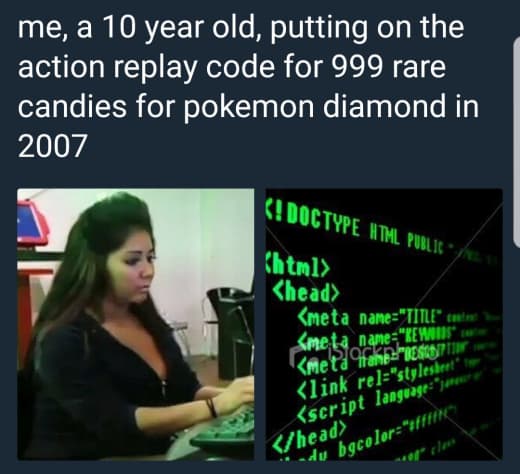 me, a 10 year old, putting on the
action replay code for 999 rare
candies for pokemon diamond in
2007
<!DOCTYPE HTML PUBLIC "
<html>
<head>
<meta name="TITLE"
<meta name="KEYWORDS"
<meta name="DESCRIPTION"
<link rel="stylesheet"
<script language="
</head>
bgcolor="ffffff"